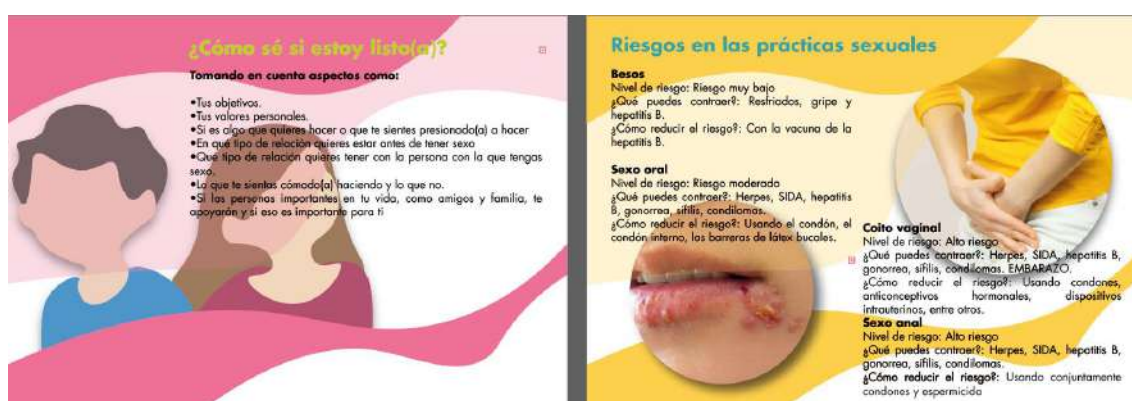 ¿Cómo sé si estoy listo(a)?
Tomando en cuenta aspectos como:
•Tus objetivos.
•Tus valores personales.
•Si es algo que quieres hacer o que te sientes presionado(a) a hacer
•En qué tipo de relación quieres estar antes de tener sexo
•Qué tipo de relación quieres tener con la persona con la que tengas
sexo.
•Lo que te sientas cómodo(a) haciendo y lo que no.
•Si las personas importantes en tu vida, como amigos y familia, te
apoyarán y si eso es importante para ti
Riesgos en las prácticas sexuales
Besos
Nivel de riesgo: Riesgo muy bajo
¿Qué puedes contraer?: Resfriados, gripe y
hepatitis B.
¿Cómo reducir el riesgo?: Con la vacuna de la
hepatitis B.
Sexo oral
Nivel de riesgo: Riesgo moderado
¿Qué puedes contraer?: Herpes, SIDA, hepatitis
B, gonorrea, sífilis, condilomas.
¿Cómo reducir el riesgo?: Usando el condón, el
condón interno, las barreras de látex bucales.
Coito vaginal
Nivel de riesgo: Alto riesgo
¿Qué puedes contraer?: Herpes, SIDA, hepatitis B,
gonorrea, sífilis, condilomas. EMBARAZO.
¿Cómo reducir el riesgo?: Usando condones,
anticonceptivos hormonales, dispositivos
intrauterinos, entre otros.
Sexo anal
Nivel de riesgo: Alto riesgo
¿Qué puedes contraer?: Herpes, SIDA, hepatitis B,
gonorrea, sífilis, condilomas.
¿Cómo reducir el riesgo?: Usando conjuntamente
condones y espermicida